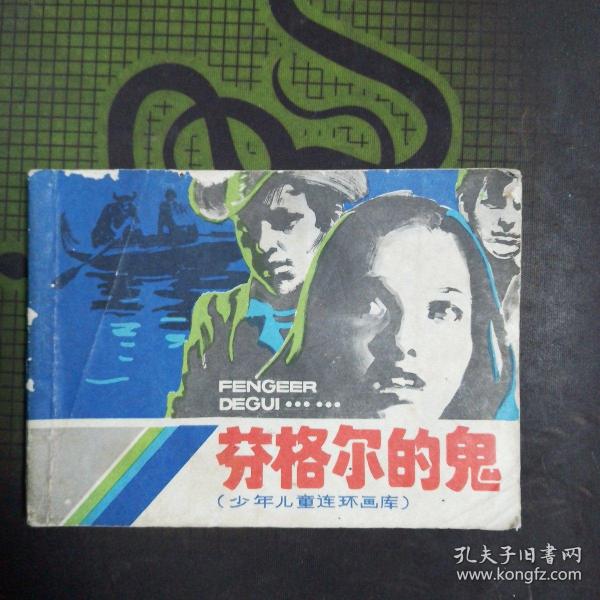 FENGEER
DEGUI……
芬格尔的鬼
(少年儿童连环画库)
孔夫子旧书网
www.kongfz.com